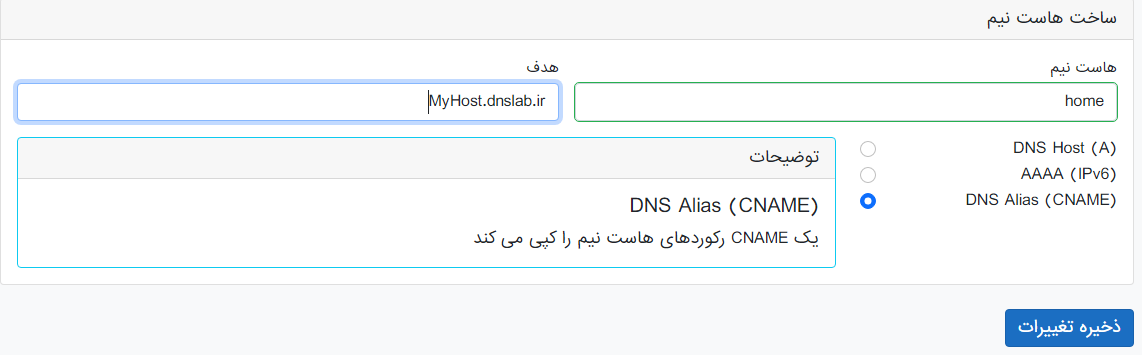 ساخت هاست نیم
هاست نیم
home
هدف
MyHost.dnslab.ir
DNS Host (A)
AAAA (IPv6)
DNS Alias (CNAME)
توضیحات
DNS Alias (CNAME)
یک CNAME رکوردهای هاست نیم را کپی می کند
ذخیره تغییرات